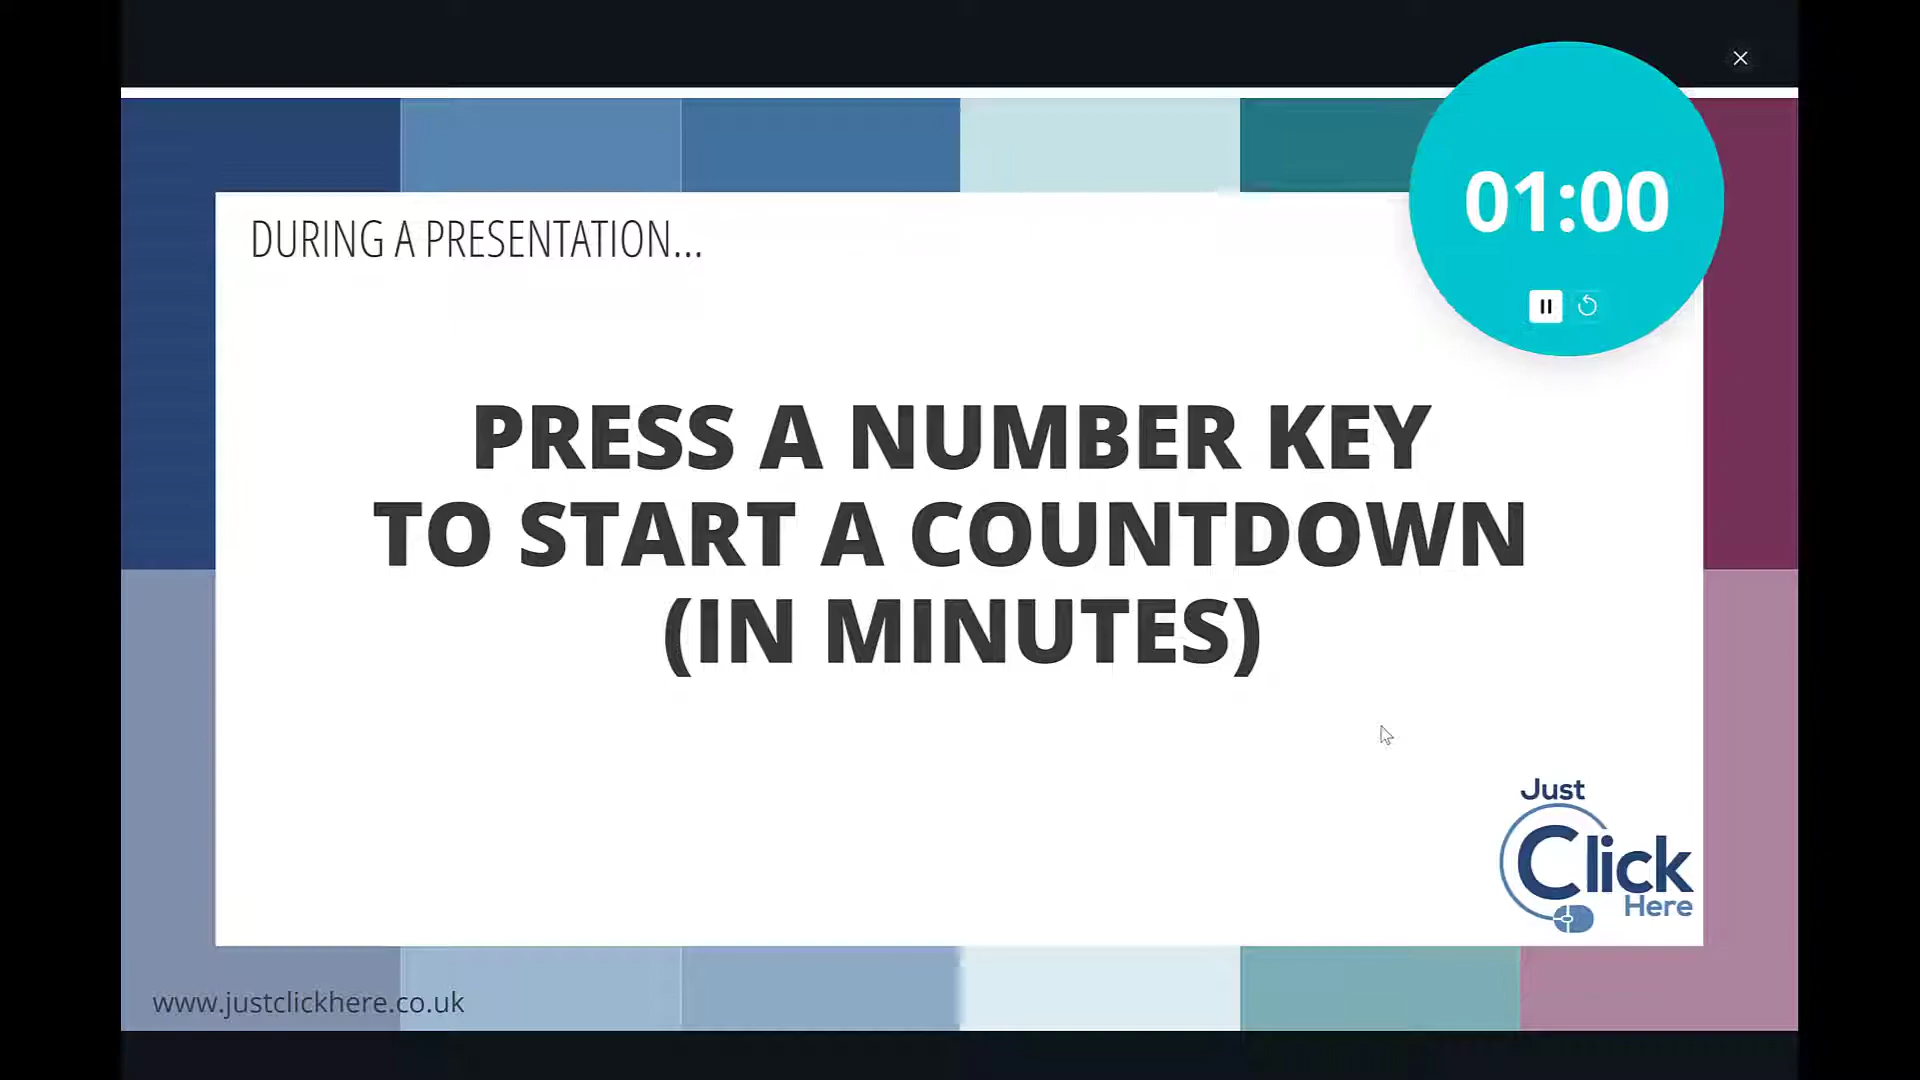 01:00
DURING A PRESENTATION...
PRESS A NUMBER KEY
TO START A COUNTDOWN
(IN MINUTES)
Just
Click
Here
www.justclickhere.co.uk